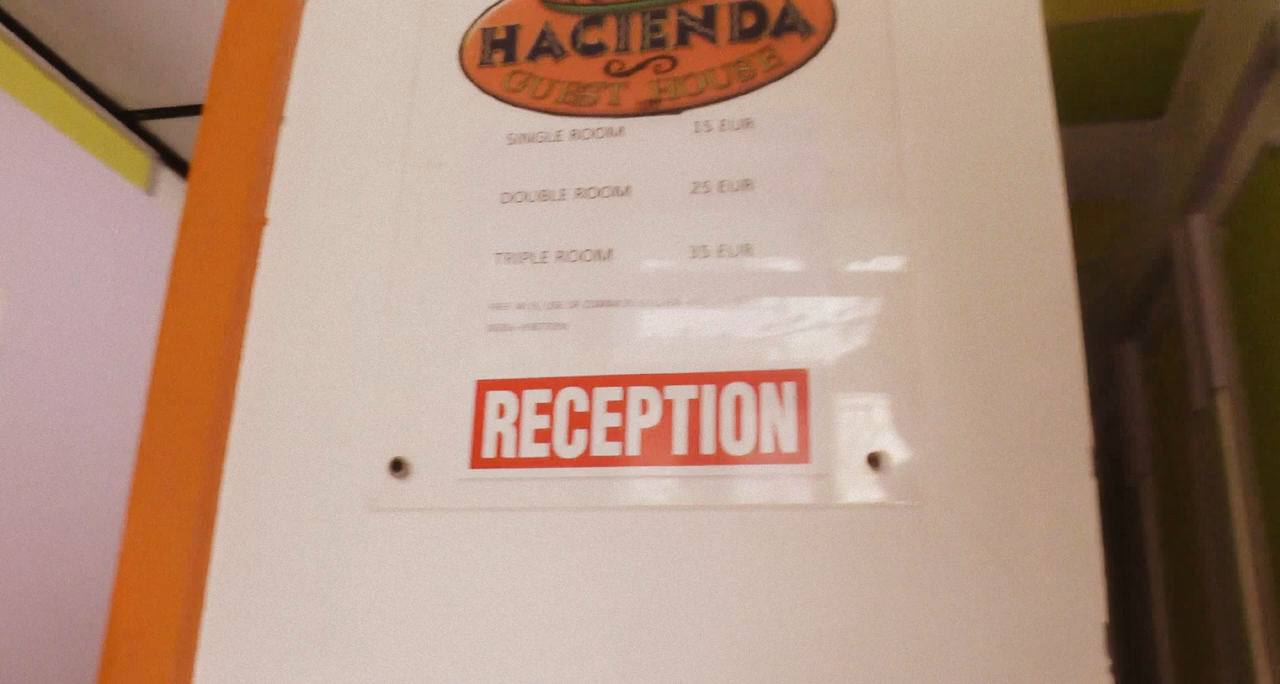 HACIENDA
GUEST HOUSE
SINGLE ROOM 15 EUR
DOUBLE ROOM 25 EUR
TRIPLE ROOM 35 EUR
RECEPTION